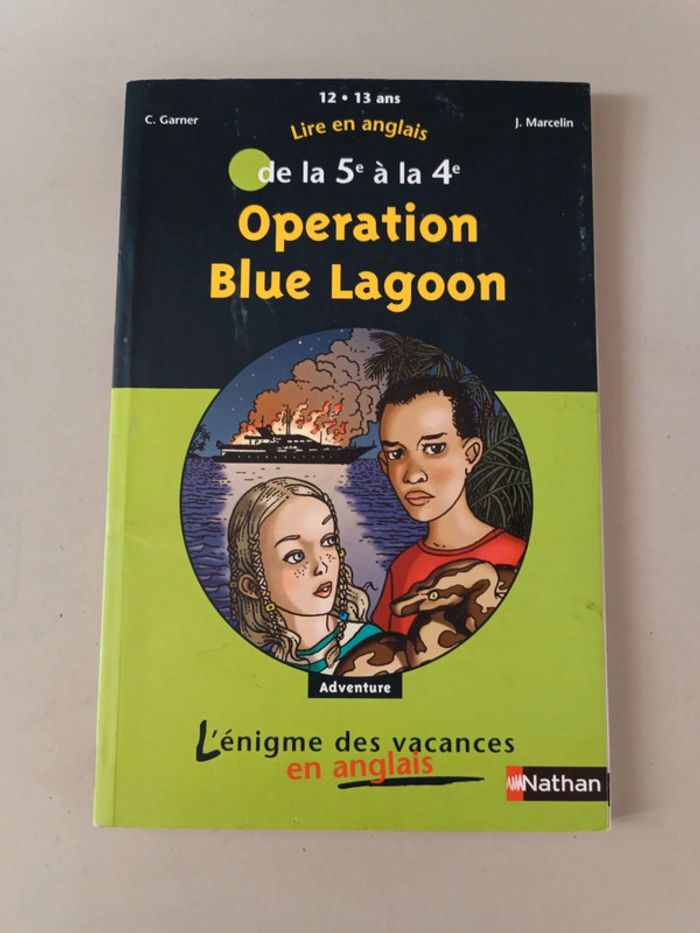 12 • 13 ans
C. Garner
J. Marcelin
Lire en anglais
de la 5e à la 4e
Operation
Blue Lagoon
Adventure
L'énigme des vacances
en anglais
Nathan